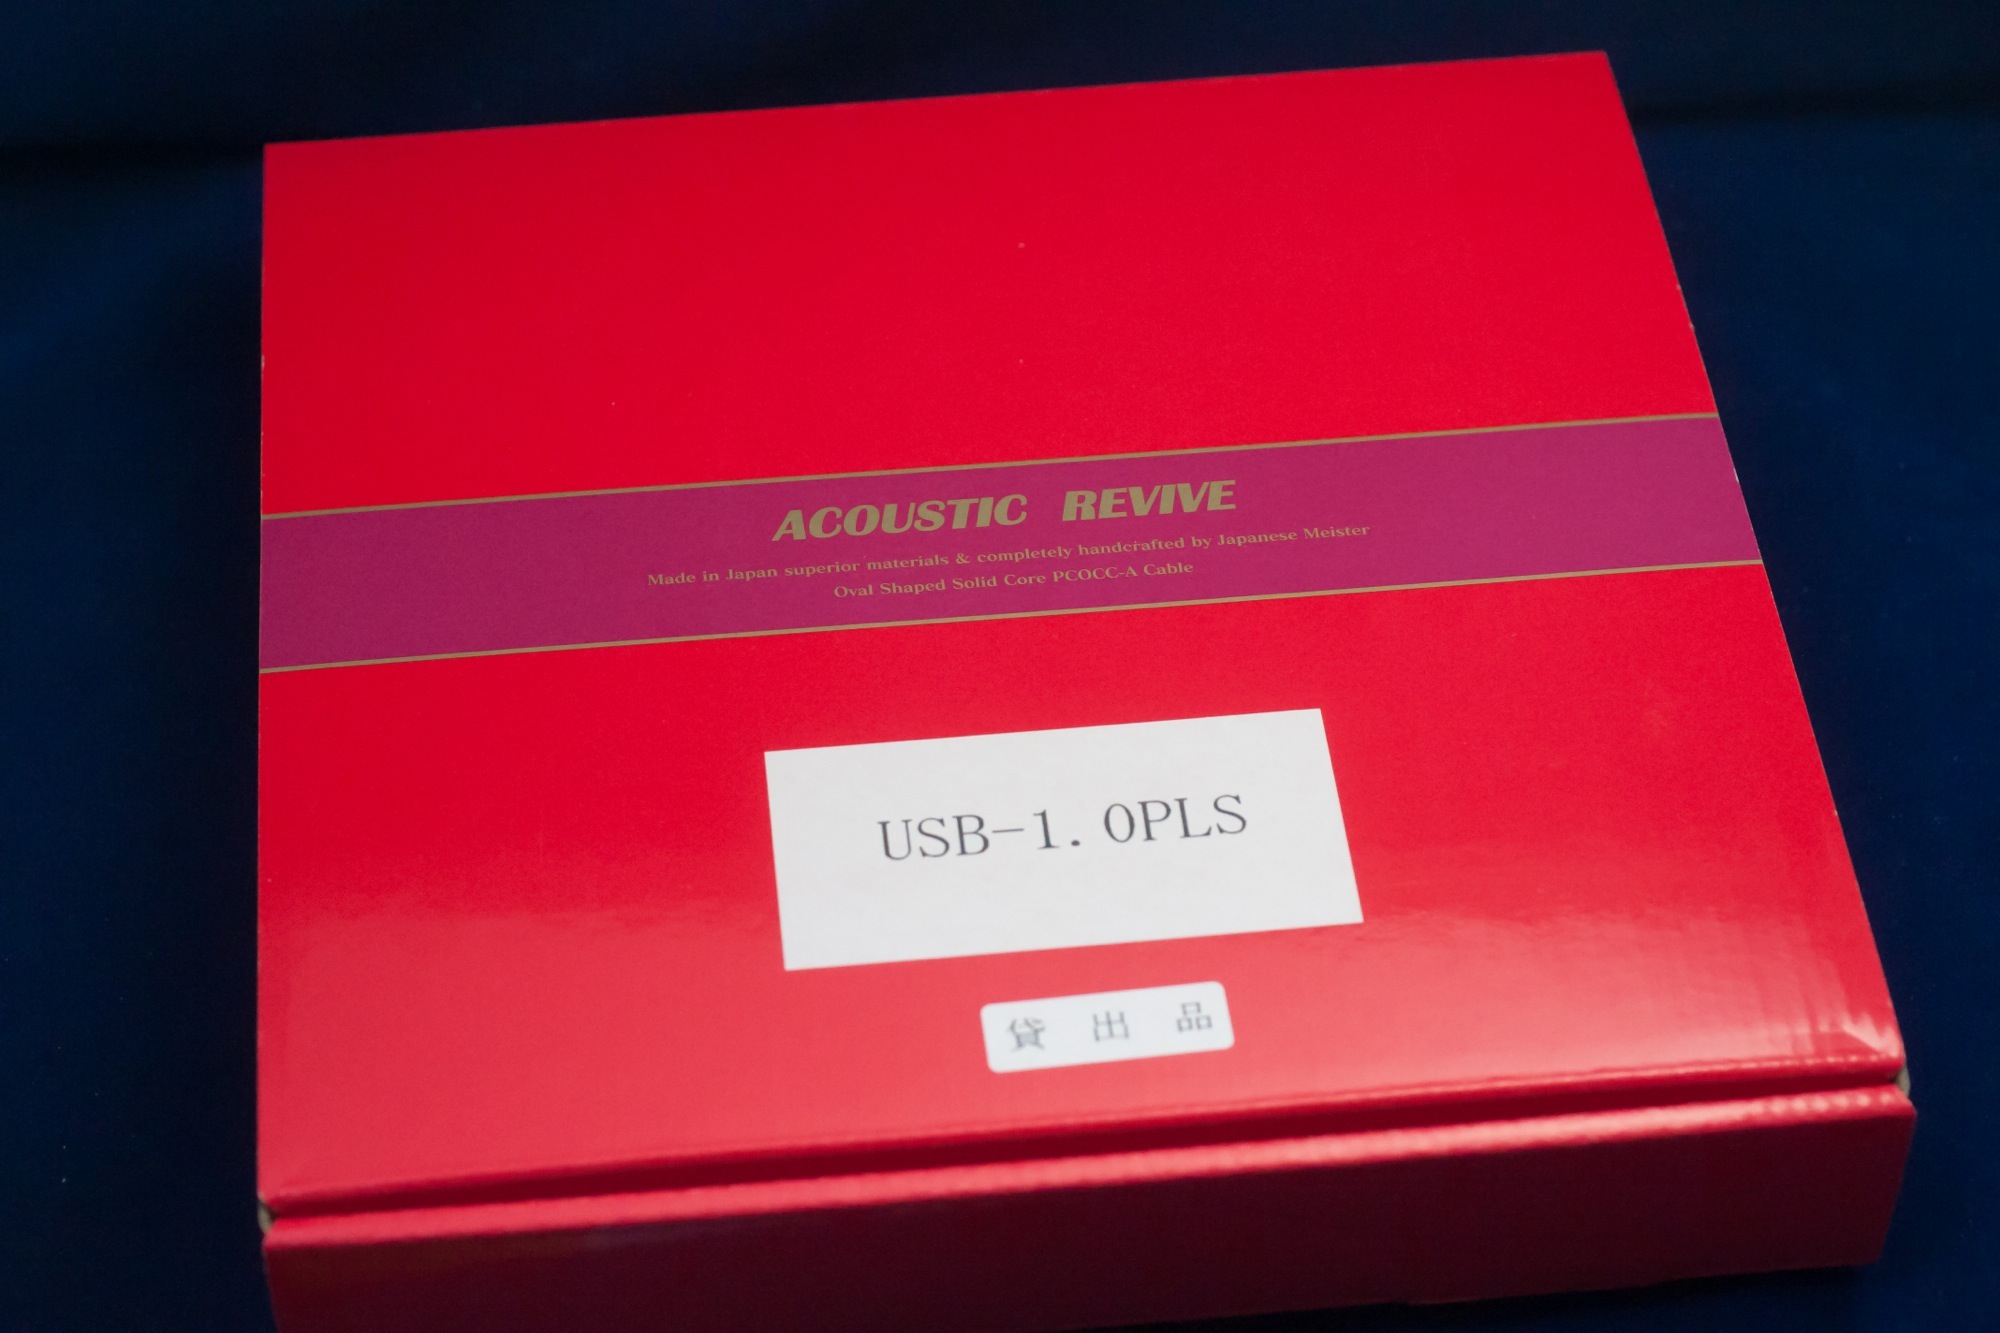 ACOUSTIC REVIVE
Made in Japan superior materials & completely handcrafted by Japanese Meister
Oval Shaped Solid Core PCOCC-A Cable
USB-1.0PLS
貸出品